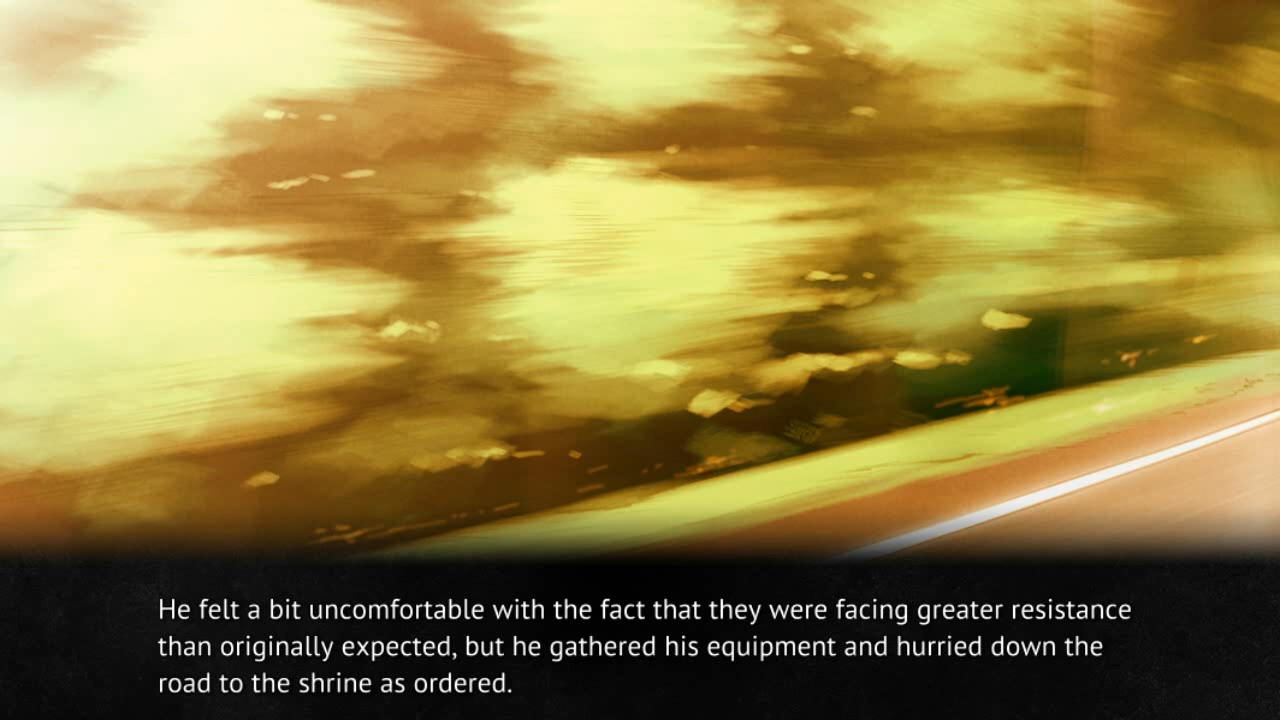 He felt a bit uncomfortable with the fact that they were facing greater resistance
than originally expected, but he gathered his equipment and hurried down the
road to the shrine as ordered.